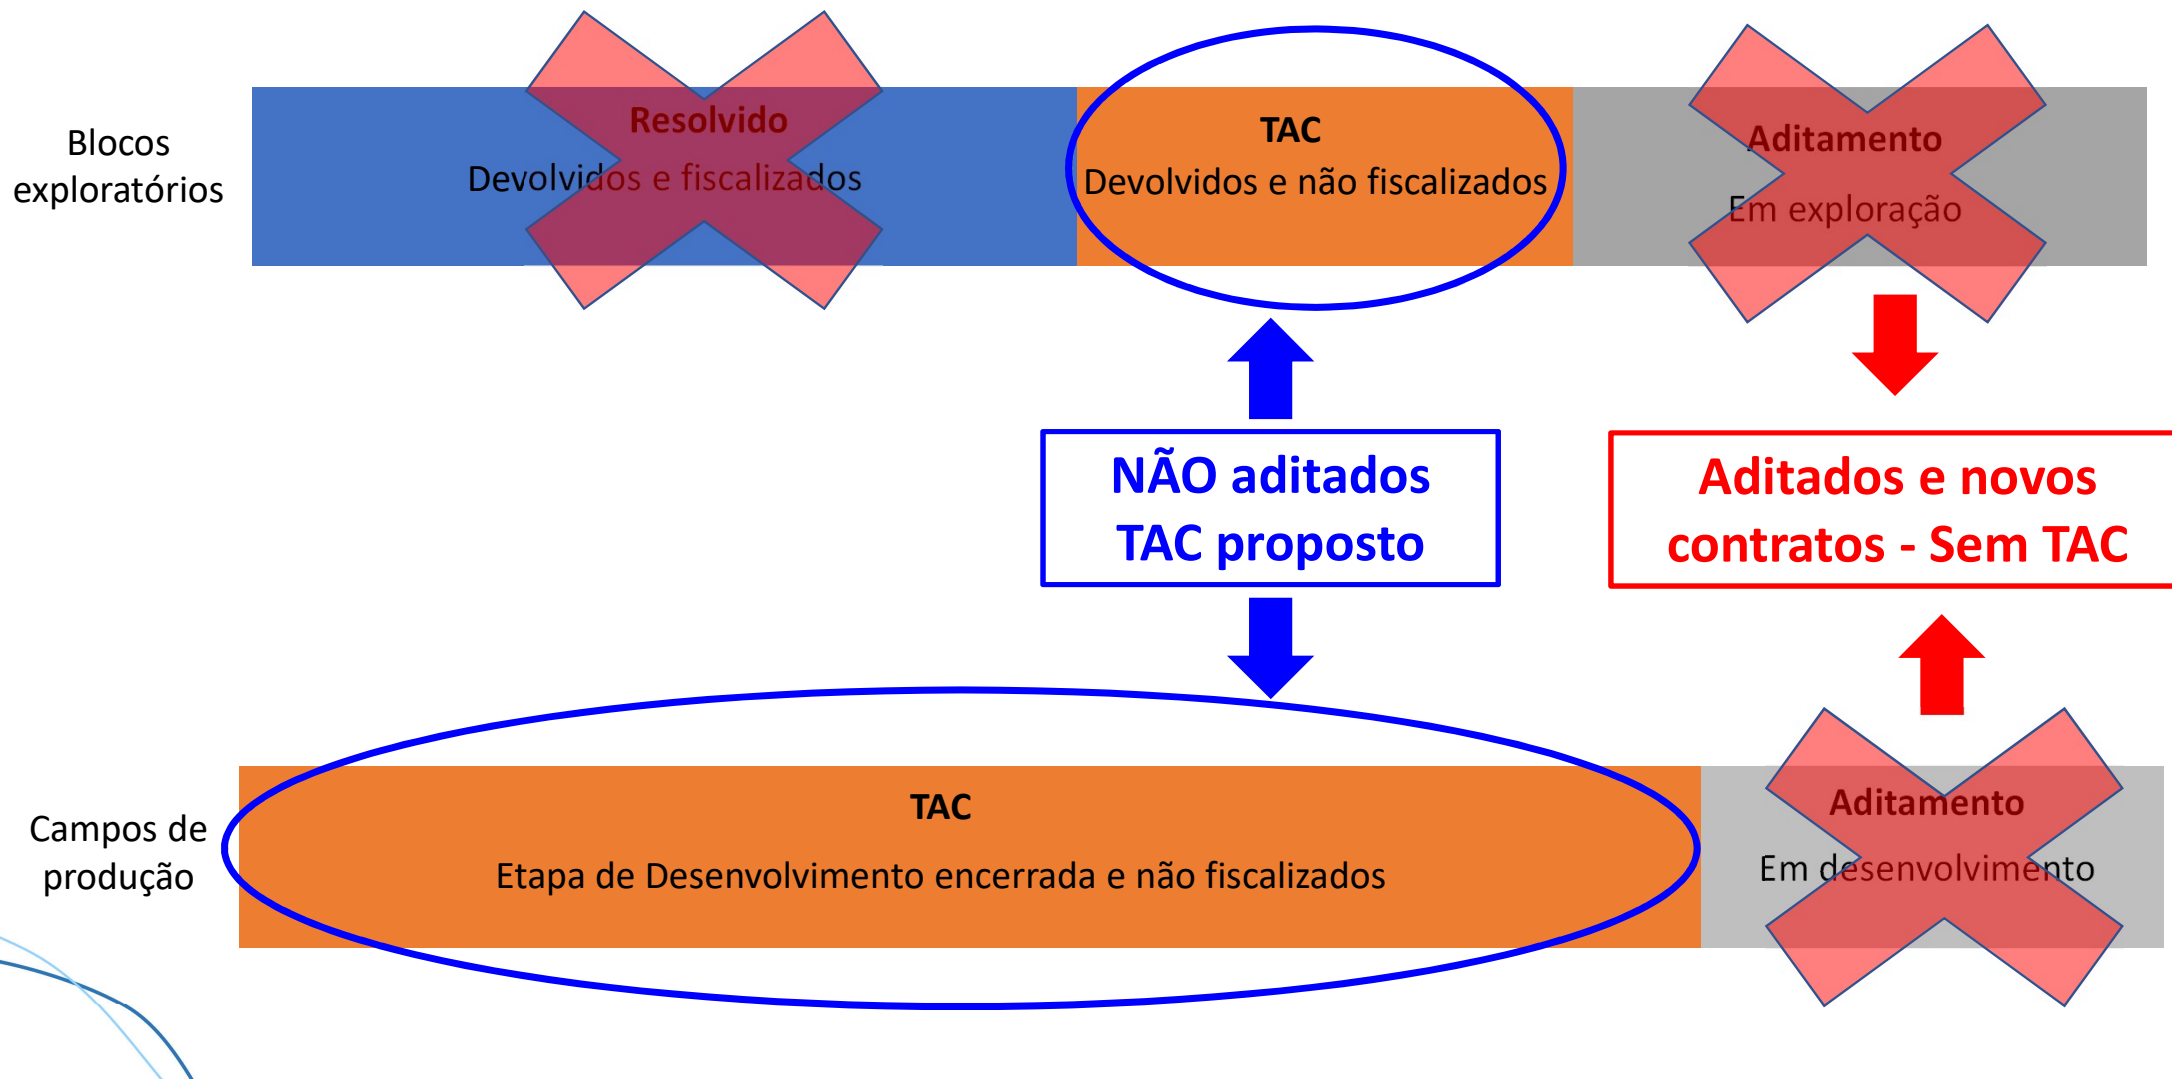 Blocos
exploratórios
Resolvido
Devolvidos e fiscalizados
TAC
Devolvidos e não fiscalizados
Aditamento
Em exploração
NÃO aditados
TAC proposto
Aditados e novos
contratos - Sem TAC
Campos de
produção
TAC
Etapa de Desenvolvimento encerrada e não fiscalizados
Aditamento
Em desenvolvimento